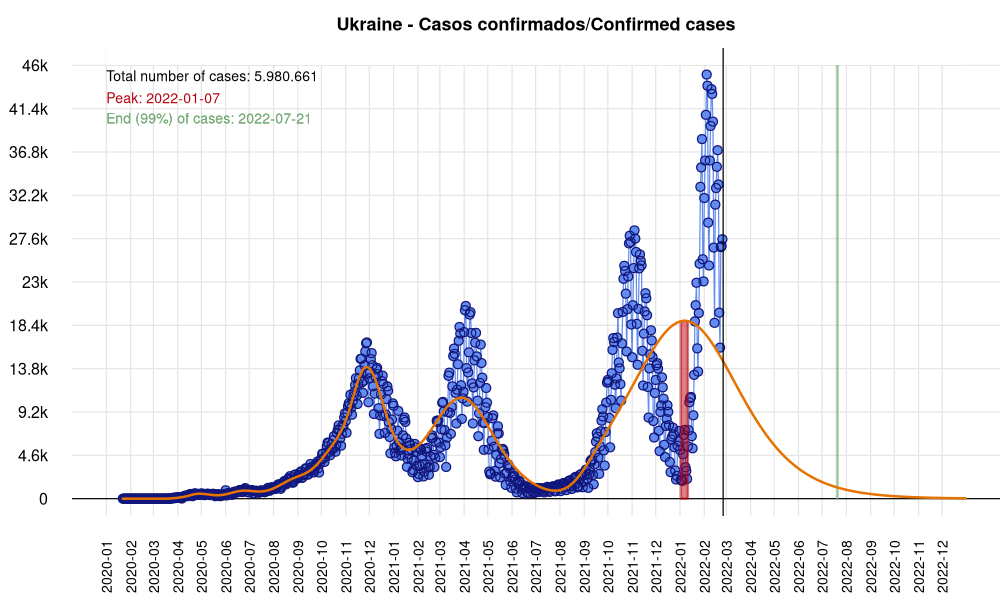 Ukraine - Casos confirmados/Confirmed cases
Total number of cases: 5.980.661
Peak: 2022-01-07
End (99%) of cases: 2022-07-21
46k
41.4k
36.8k
32.2k
27.6k
23k
18.4k
13.8k
9.2k
4.6k
0
2020-01
2020-02
2020-03
2020-04
2020-05
2020-06
2020-07
2020-08
2020-09
2020-10
2020-11
2020-12
2021-01
2021-02
2021-03
2021-04
2021-05
2021-06
2021-07
2021-08
2021-09
2021-10
2021-11
2021-12
2022-01
2022-02
2022-03
2022-04
2022-05
2022-06
2022-07
2022-08
2022-09
2022-10
2022-11
2022-12